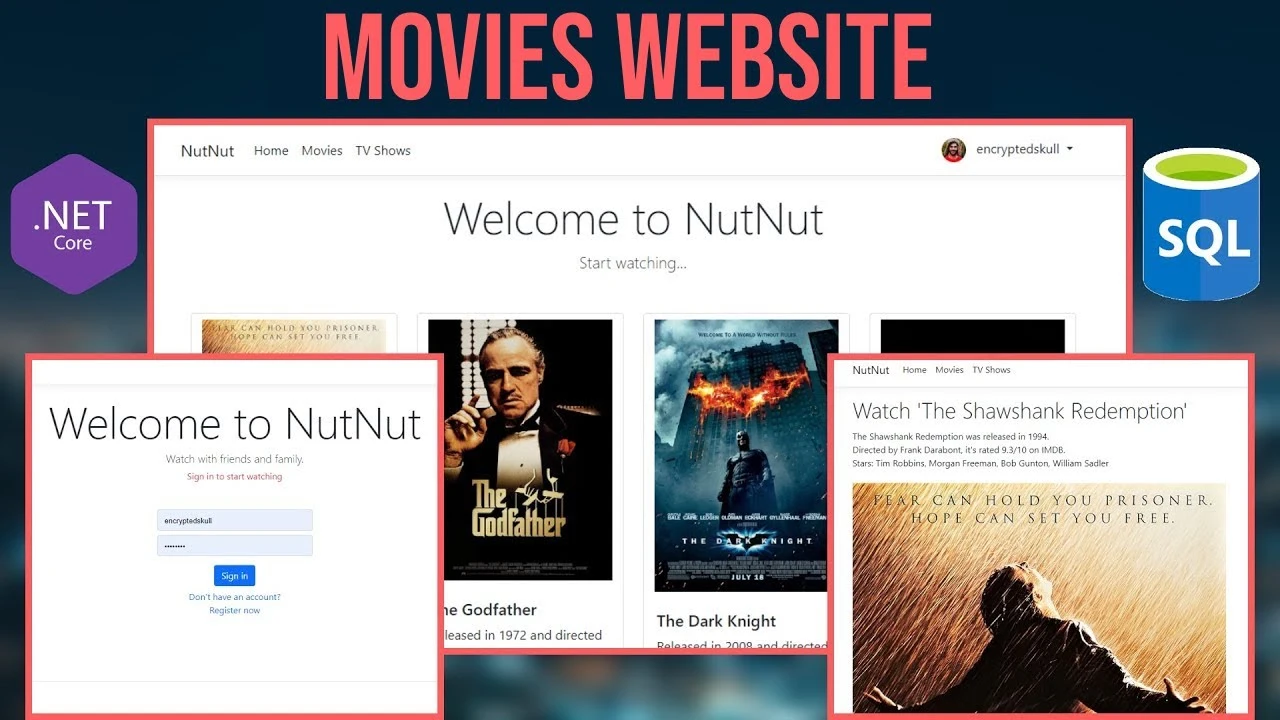 MOVIES WEBSITE
NutNut Home Movies TV Shows encryptedskull
Welcome to NutNut
Start watching...
.NET
Core
SQL
FEAR CAN HOLD YOU PRISONER
HOPE CAN SET YOU FREE.
The
Godfather
he Godfather
leased in 1972 and directed
WELCOME TO A WORLD WITHOUT RULES
THE DARK KNIGHT
JULY 18
The Dark Knight
Released in 2008 and directed
Welcome to NutNut
Watch with friends and family.
Sign in to start watching
encryptedskull
••••••••
Sign in
Don't have an account?
Register now
NutNut Home Movies TV Shows
Watch 'The Shawshank Redemption'
The Shawshank Redemption was released in 1994.
Directed by Frank Darabont, it's rated 9.3/10 on IMDB.
Stars: Tim Robbins, Morgan Freeman, Bob Gunton, William Sadler
FEAR CAN HOLD YOU PRISONER.
HOPE CAN SET YOU FREE.